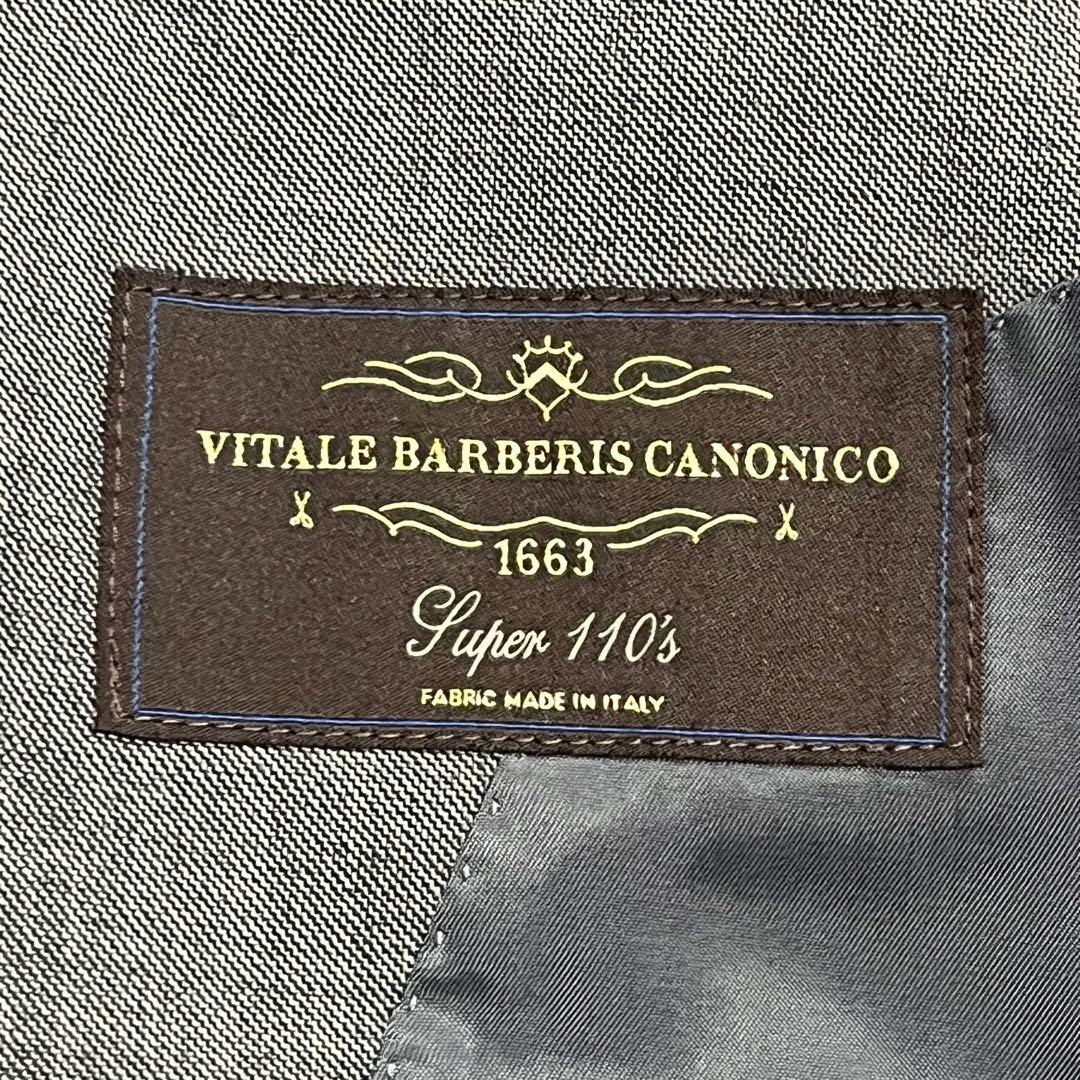 VITALE BARBERIS CANONICO
1663
Super 110's
FABRIC MADE IN ITALY